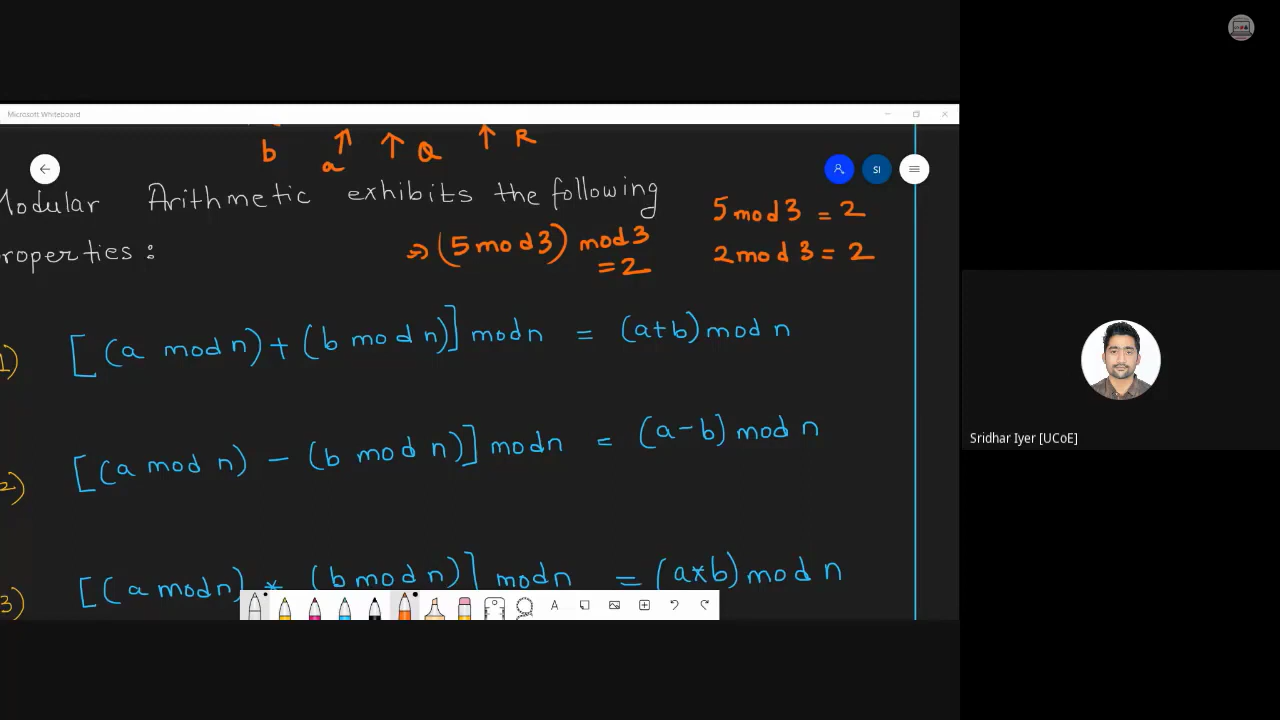 Microsoft Whiteboard
b a Q R
Modular Arithmetic exhibits the following
roperties:
→ (5 mod 3) mod 3
= 2
5 mod 3 = 2
2 mod 3 = 2
1) [(a mod n) + (b mod n)] mod n = (a+b) mod n
2) [(a mod n) - (b mod n)] mod n = (a-b) mod n
3) [(a mod n) * (b mod n)] mod n = (a*b) mod n
SI
A
Sridhar Iyer [UCoE]